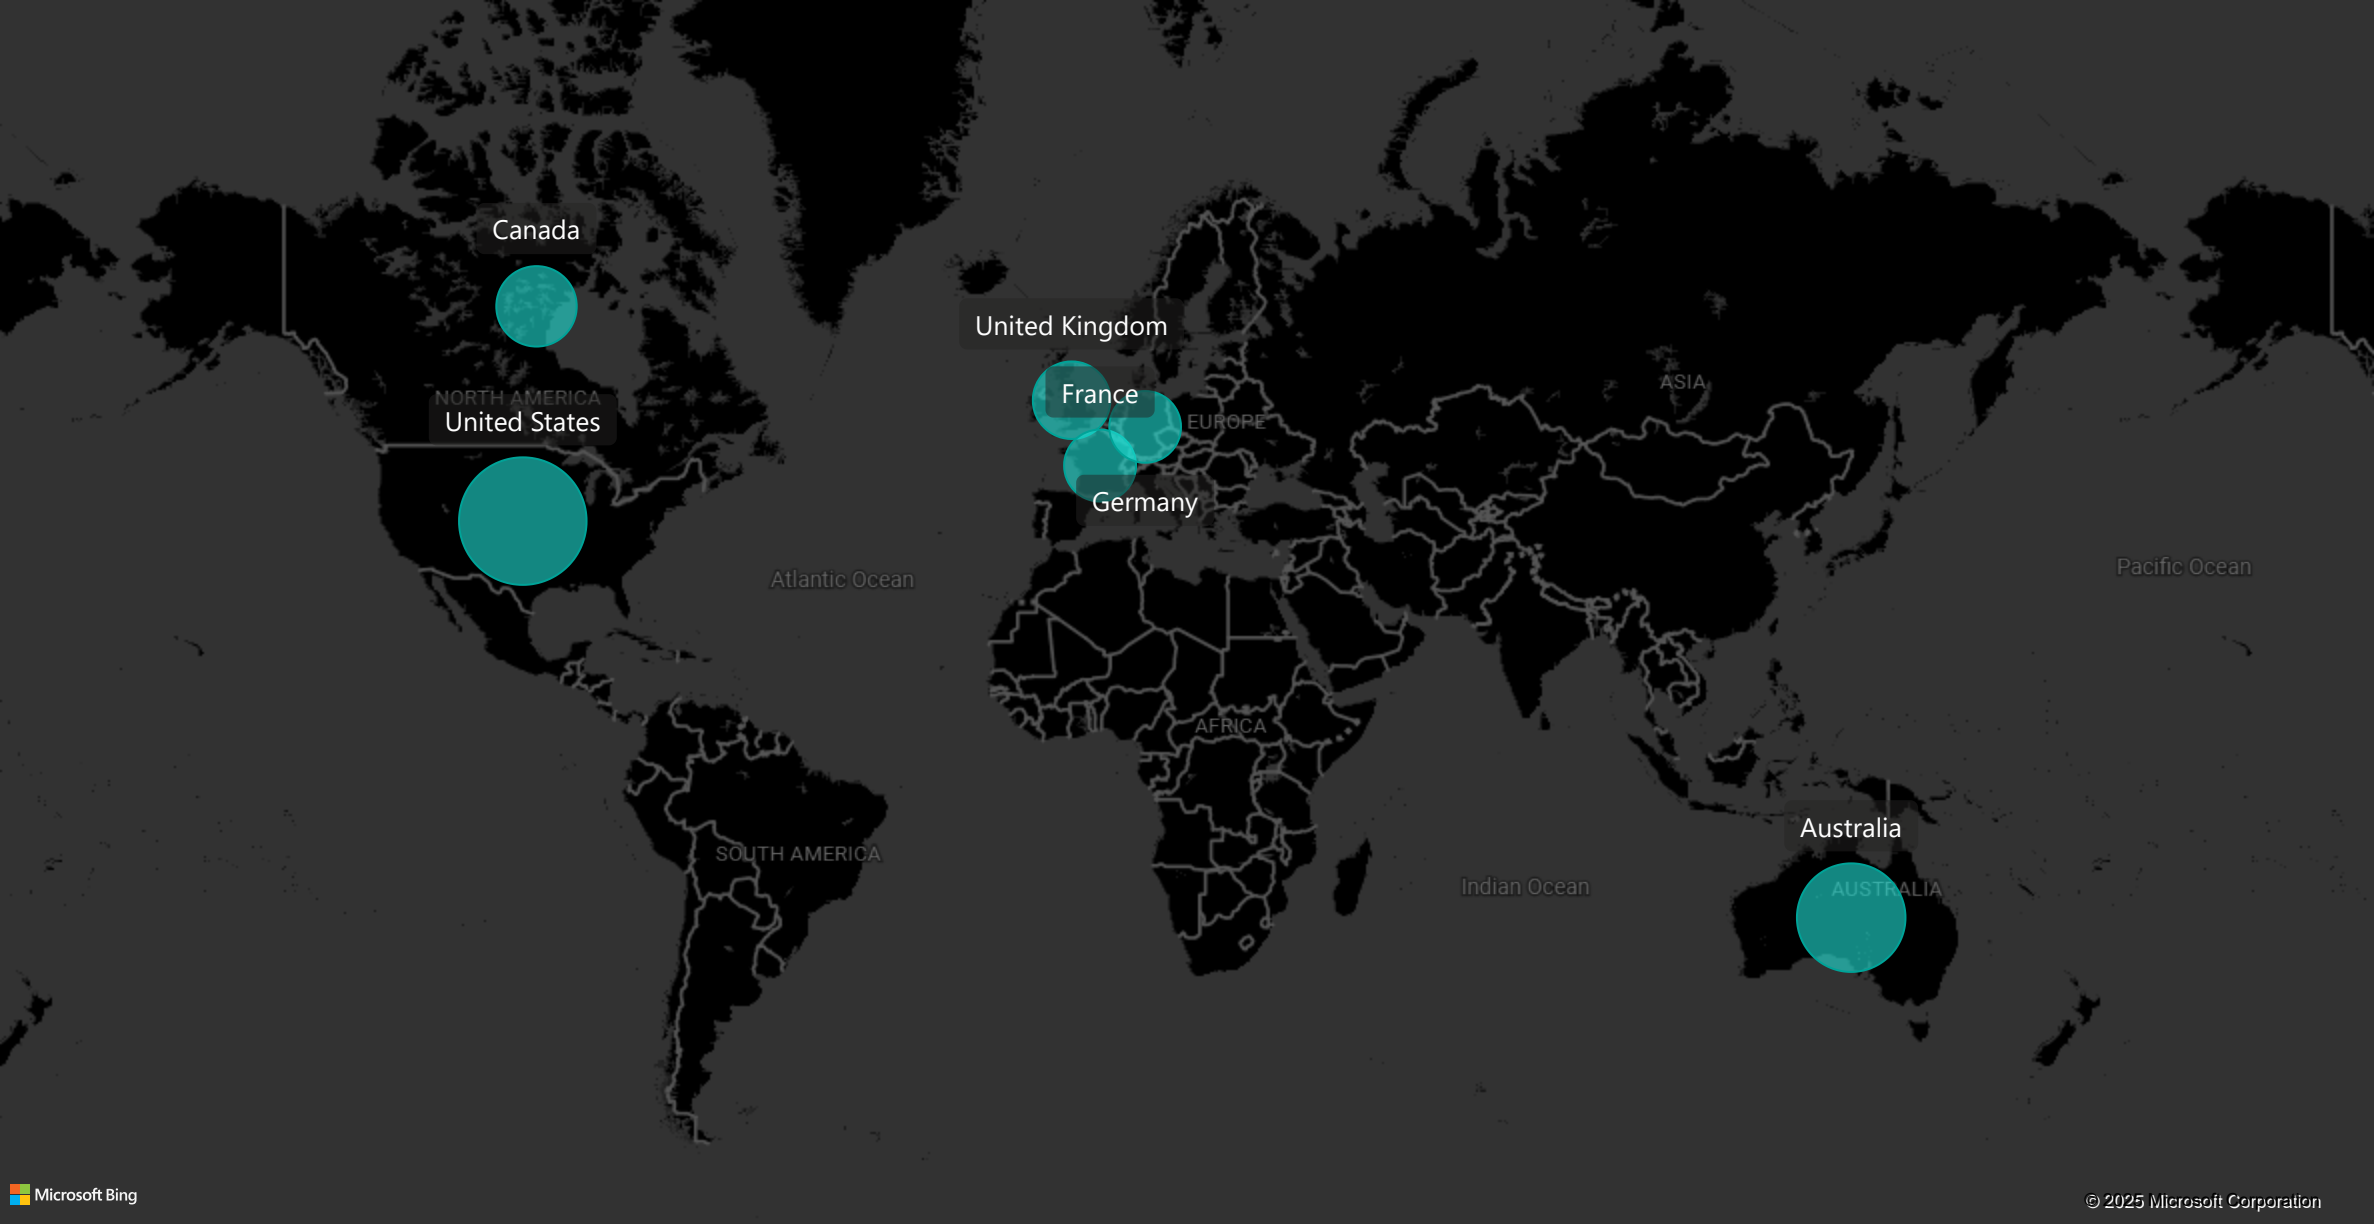 Canada
United Kingdom
ASIA
France
NORTH AMERICA
United States
EUROPE
Germany
Pacific Ocean
Atlantic Ocean
AFRICA
Australia
SOUTH AMERICA
Indian Ocean
AUSTRALIA
Microsoft Bing
© 2025 Microsoft Corporation